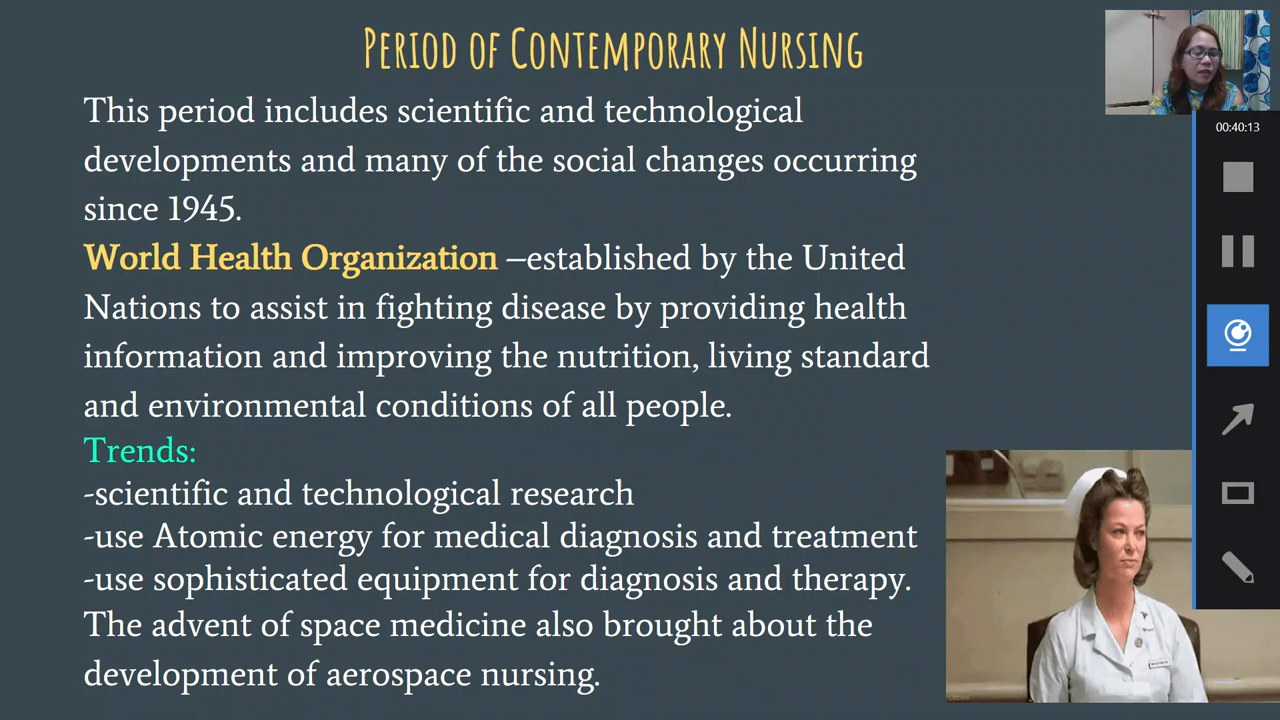 Period of Contemporary Nursing
This period includes scientific and technological
developments and many of the social changes occurring
since 1945.
World Health Organization –established by the United
Nations to assist in fighting disease by providing health
information and improving the nutrition, living standard
and environmental conditions of all people.
Trends:
-scientific and technological research
-use Atomic energy for medical diagnosis and treatment
-use sophisticated equipment for diagnosis and therapy.
The advent of space medicine also brought about the
development of aerospace nursing.
00:40:13